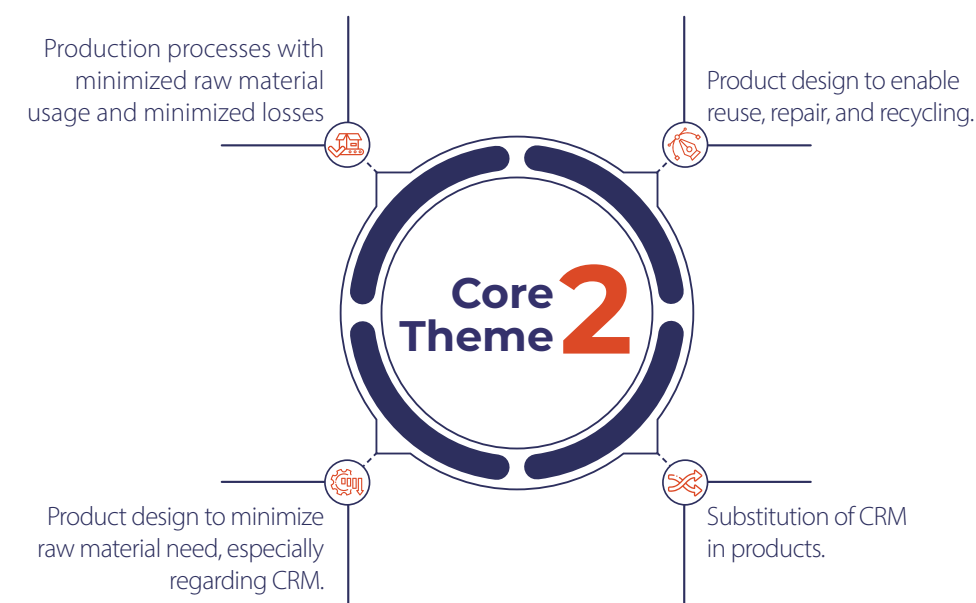 Production processes with
minimized raw material
usage and minimized losses
Product design to enable
reuse, repair, and recycling.
Core
Theme 2
Product design to minimize
raw material need, especially
regarding CRM.
Substitution of CRM
in products.